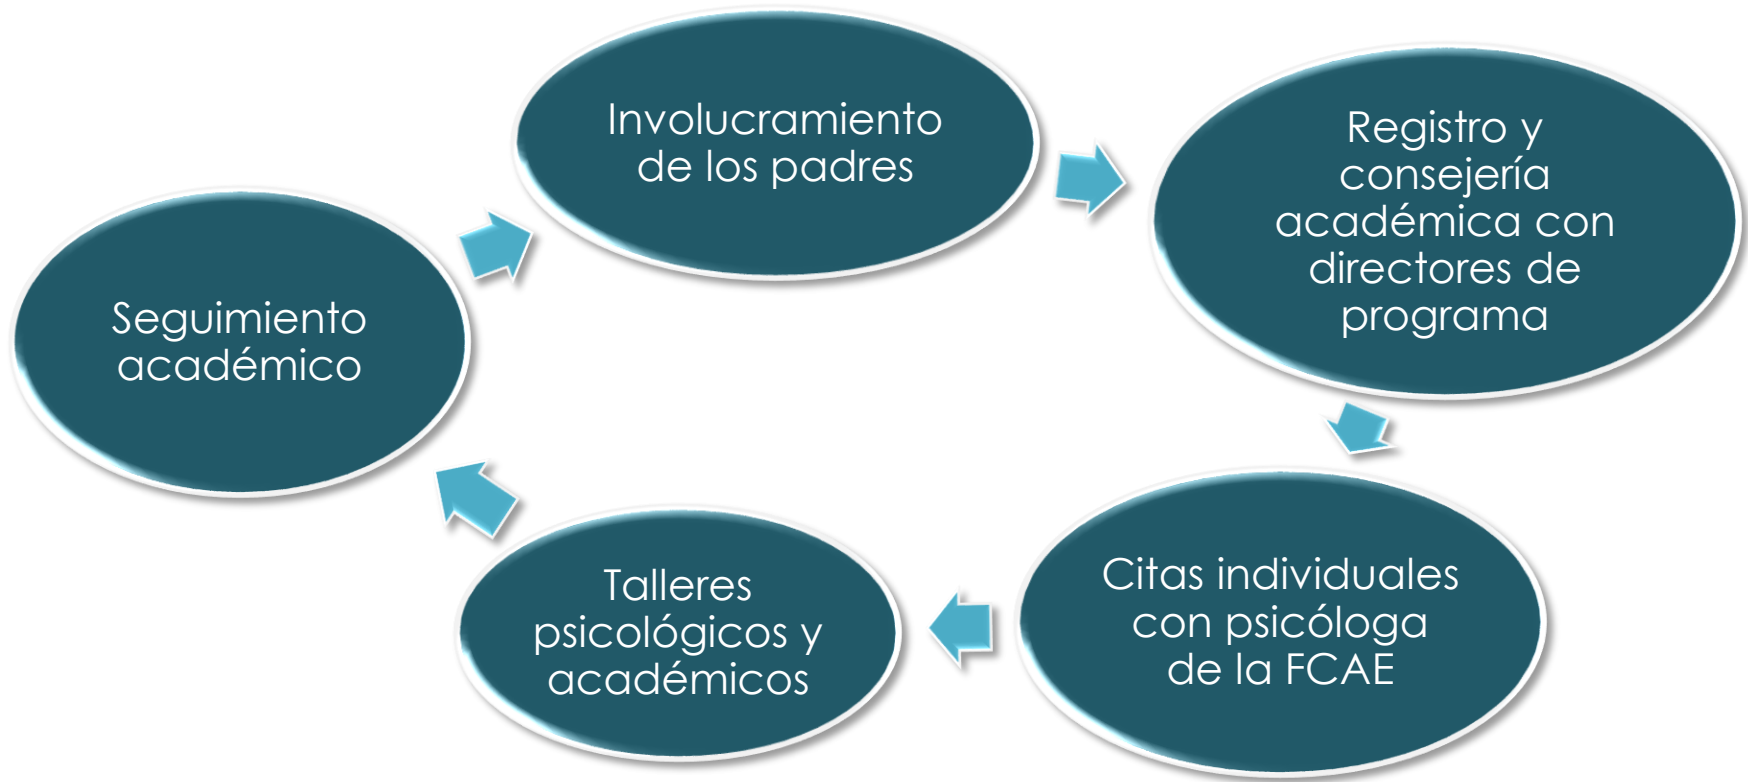 Involucramiento
de los padres
Registro y
consejería
académica con
directores de
programa
Citas individuales
con psicóloga
de la FCAE
Talleres
psicológicos y
académicos
Seguimiento
académico